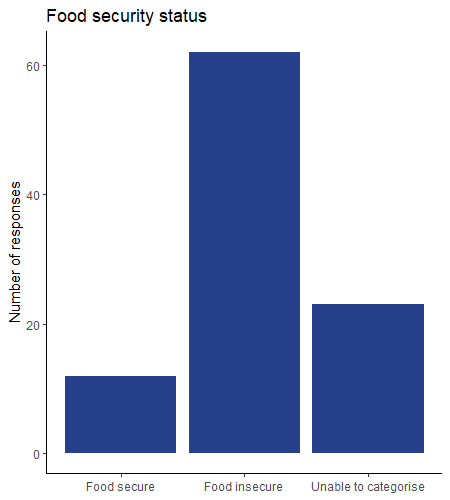 Food security status
Number of responses
60
40
20
0
Food secure
Food insecure
Unable to categorise